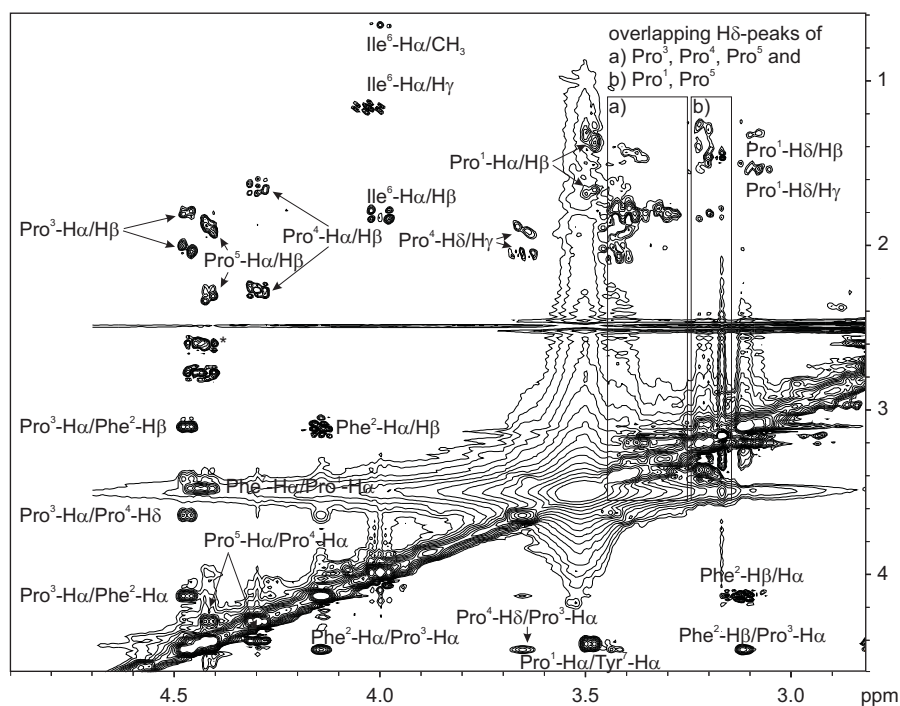 Ile⁶-Hα/CH₃
overlapping Hδ-peaks of
a) Pro³, Pro⁴, Pro⁵ and
b) Pro¹, Pro⁵
Ile⁶-Hα/Hγ
a)
b)
1
Pro¹-Hα/Hβ
Pro¹-Hδ/Hβ
Pro¹-Hδ/Hγ
Ile⁶-Hα/Hβ
Pro³-Hα/Hβ
Pro⁴-Hα/Hβ
Pro⁴-Hδ/Hγ
2
Pro⁵-Hα/Hβ
*
Pro³-Hα/Phe²-Hβ
Phe²-Hα/Hβ
3
Pro¹-Hα
Pro³-Hα/Pro⁴-Hδ
Pro⁵-Hα/Pro⁴-Hα
Pro³-Hα/Phe²-Hα
Phe²-Hβ/Hα
4
Pro⁴-Hδ/Pro³-Hα
Phe²-Hα/Pro³-Hα
Phe²-Hβ/Pro³-Hα
Pro¹-Hα/Tyr⁷-Hα
4.5 4.0 3.5 3.0 ppm